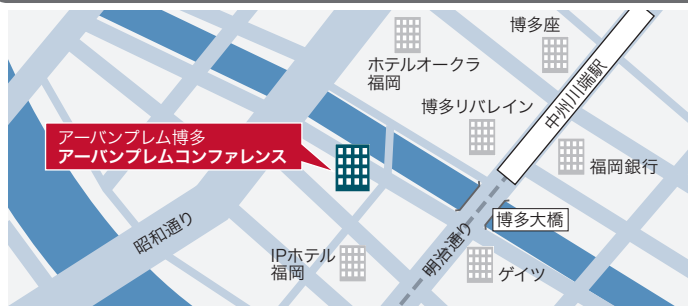 博多座
ホテルオークラ
福岡
中州川端駅
博多リバレイン
アーバンプレム博多
アーバンプレムコンファレンス
福岡銀行
博多大橋
昭和通り
明治通り
IPホテル
福岡
ゲイツ